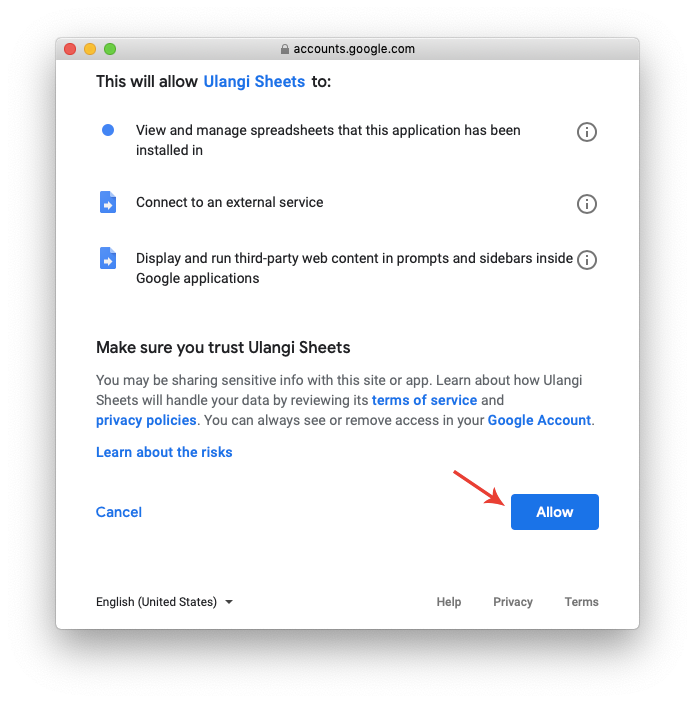 accounts.google.com
This will allow Ulangi Sheets to:
View and manage spreadsheets that this application has been
installed in
Connect to an external service
Display and run third-party web content in prompts and sidebars inside
Google applications
Make sure you trust Ulangi Sheets
You may be sharing sensitive info with this site or app. Learn about how Ulangi
Sheets will handle your data by reviewing its terms of service and
privacy policies. You can always see or remove access in your Google Account.
Learn about the risks
Cancel
Allow
English (United States)
Help
Privacy
Terms